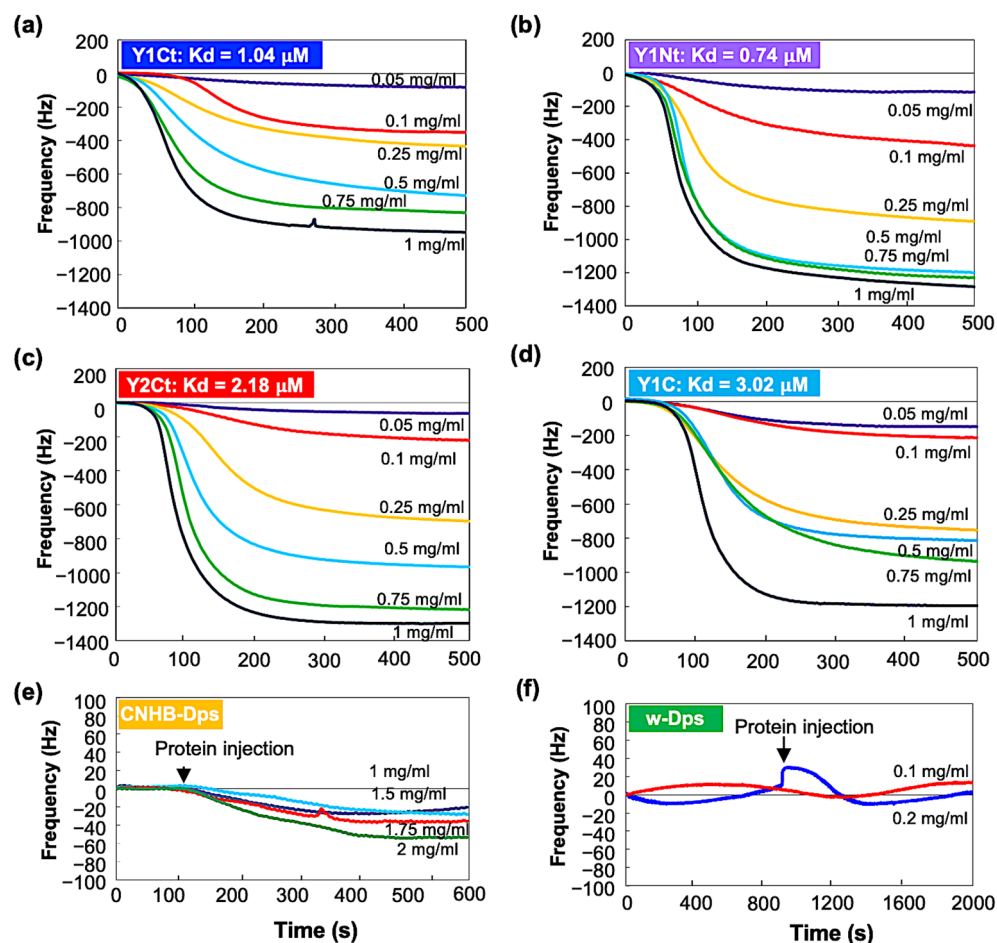 (a)
Y1Ct: Kd = 1.04 μM
Frequency (Hz)
200
0
−200
−400
−600
−800
−1000
−1200
−1400
0.05 mg/ml
0.1 mg/ml
0.25 mg/ml
0.5 mg/ml
0.75 mg/ml
1 mg/ml
0 100 200 300 400 500
(b)
Y1Nt: Kd = 0.74 μM
Frequency (Hz)
200
0
−200
−400
−600
−800
−1000
−1200
−1400
0.05 mg/ml
0.1 mg/ml
0.25 mg/ml
0.5 mg/ml
0.75 mg/ml
1 mg/ml
0 100 200 300 400 500
(c)
Y2Ct: Kd = 2.18 μM
Frequency (Hz)
200
0
−200
−400
−600
−800
−1000
−1200
−1400
0.05 mg/ml
0.1 mg/ml
0.25 mg/ml
0.5 mg/ml
0.75 mg/ml
1 mg/ml
0 100 200 300 400 500
(d)
Y1C: Kd = 3.02 μM
Frequency (Hz)
200
0
−200
−400
−600
−800
−1000
−1200
−1400
0.05 mg/ml
0.1 mg/ml
0.25 mg/ml
0.5 mg/ml
0.75 mg/ml
1 mg/ml
0 100 200 300 400 500
(e)
CNHB-Dps
Protein injection
Frequency (Hz)
100
80
60
40
20
0
−20
−40
−60
−80
−100
1 mg/ml
1.5 mg/ml
1.75 mg/ml
2 mg/ml
0 100 200 300 400 500 600
Time (s)
(f)
w-Dps
Protein injection
Frequency (Hz)
100
80
60
40
20
0
−20
−40
−60
−80
−100
0.1 mg/ml
0.2 mg/ml
0 400 800 1200 1600 2000
Time (s)